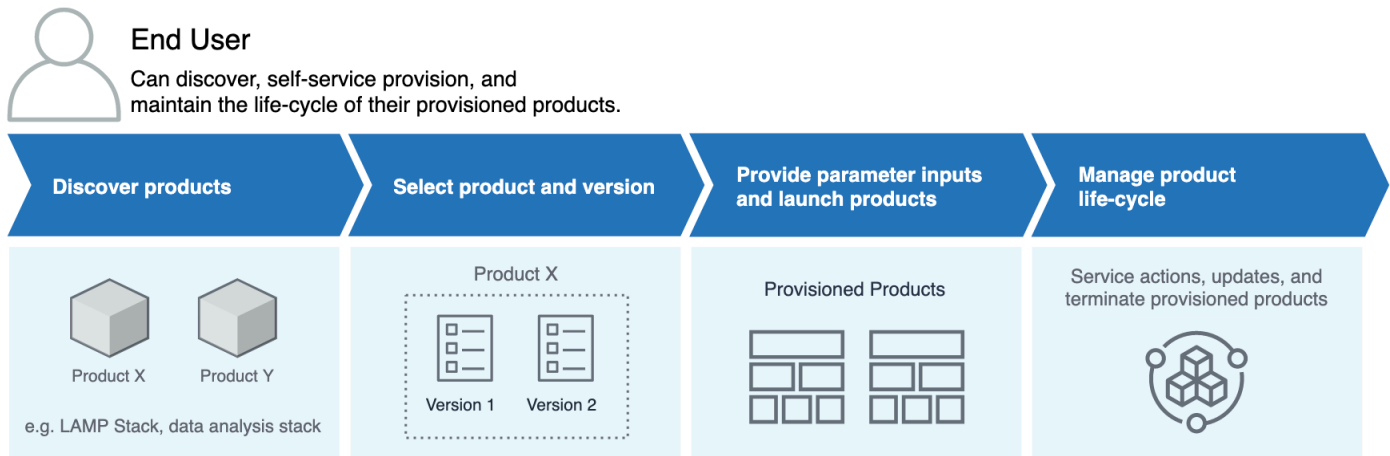 End User
Can discover, self-service provision, and
maintain the life-cycle of their provisioned products.
Discover products
Select product and version
Provide parameter inputs
and launch products
Manage product
life-cycle
Product X
Product Y
e.g. LAMP Stack, data analysis stack
Product X
Version 1
Version 2
Provisioned Products
Service actions, updates, and
terminate provisioned products